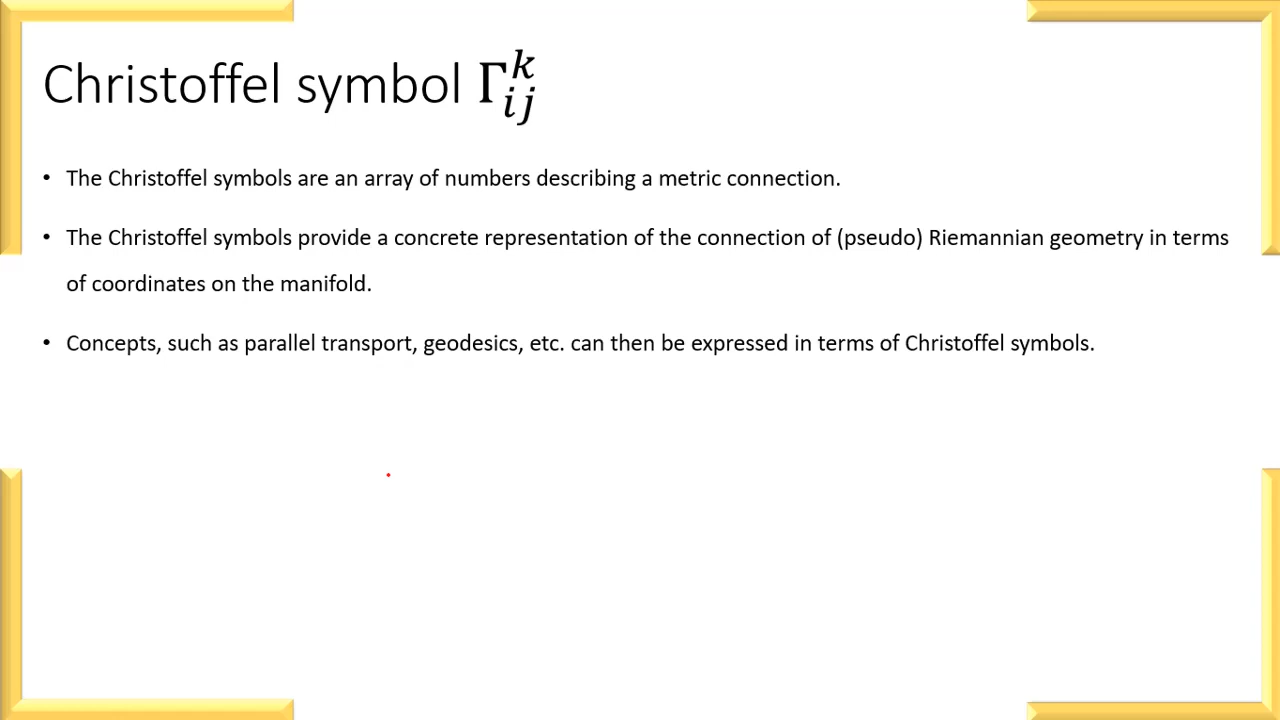 Christoffel symbol Γ^k_ij
• The Christoffel symbols are an array of numbers describing a metric connection.
• The Christoffel symbols provide a concrete representation of the connection of (pseudo) Riemannian geometry in terms
of coordinates on the manifold.
• Concepts, such as parallel transport, geodesics, etc. can then be expressed in terms of Christoffel symbols.